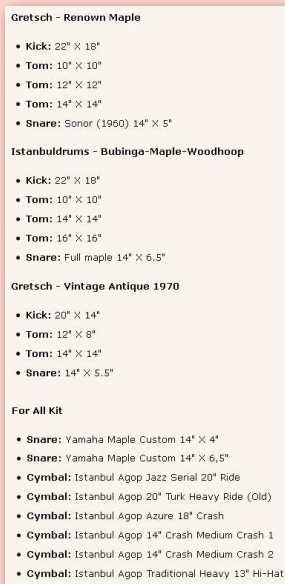 Gretsch - Renown Maple
• Kick: 22" X 18"
• Tom: 10" X 10"
• Tom: 12" X 12"
• Tom: 14" X 14"
• Snare: Sonor (1960) 14" X 5"
Istanbuldrums - Bubinga-Maple-Woodhoop
• Kick: 22" X 18"
• Tom: 10" X 10"
• Tom: 14" X 14"
• Tom: 16" X 16"
• Snare: Full maple 14" X 6.5"
Gretsch - Vintage Antique 1970
• Kick: 20" X 14"
• Tom: 12" X 8"
• Tom: 14" X 14"
• Snare: 14" X 5.5"
For All Kit
• Snare: Yamaha Maple Custom 14" X 4"
• Snare: Yamaha Maple Custom 14" X 6,5"
• Cymbal: Istanbul Agop Jazz Serial 20" Ride
• Cymbal: Istanbul Agop 20" Turk Heavy Ride (Old)
• Cymbal: Istanbul Agop Azure 18" Crash
• Cymbal: Istanbul Agop 14" Crash Medium Crash 1
• Cymbal: Istanbul Agop 14" Crash Medium Crash 2
• Cymbal: Istanbul Agop Traditional Heavy 13" Hi-Hat